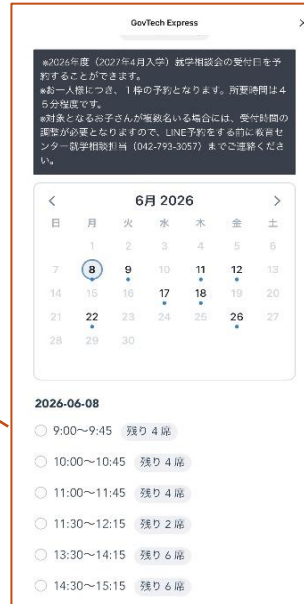 GovTech Express
×
※2026年度(2027年4月入学)就学相談会の受付日を予
約することができます。
※お一人様につき、1枠の予約となります。所要時間は4
5分程度です。
※対象となるお子さんが複数名いる場合には、受付時間の
調整が必要となりますので、LINE予約をする前に教育セ
ンター就学相談担当(042-793-3057)までご連絡くださ
い。
< 6月 2026 >
日 月 火 水 木 金 土
1 2 3 4 5 6
7 8 9 10 11 12 13
14 15 16 17 18 19 20
21 22 23 24 25 26 27
28 29 30
2026-06-08
9:00～9:45 残り 4 席
10:00～10:45 残り 4 席
11:00～11:45 残り 4 席
11:30～12:15 残り 2 席
13:30～14:15 残り 6 席
14:30～15:15 残り 6 席